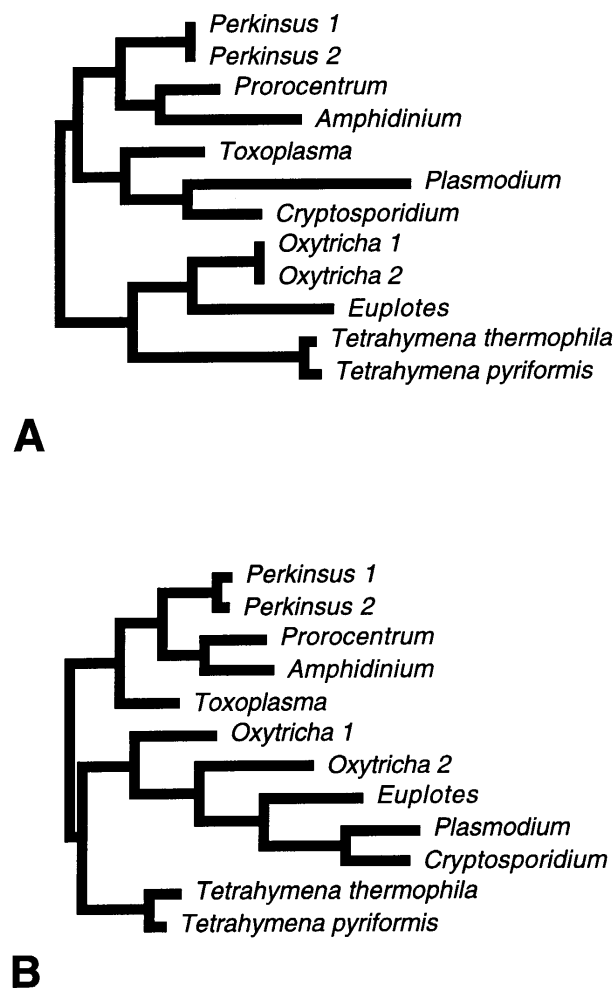 Perkinsus 1
Perkinsus 2
Prorocentrum
Amphidinium
Toxoplasma
Plasmodium
Cryptosporidium
Oxytricha 1
Oxytricha 2
Euplotes
Tetrahymena thermophila
Tetrahymena pyriformis
A
Perkinsus 1
Perkinsus 2
Prorocentrum
Amphidinium
Toxoplasma
Oxytricha 1
Oxytricha 2
Euplotes
Plasmodium
Cryptosporidium
Tetrahymena thermophila
Tetrahymena pyriformis
B